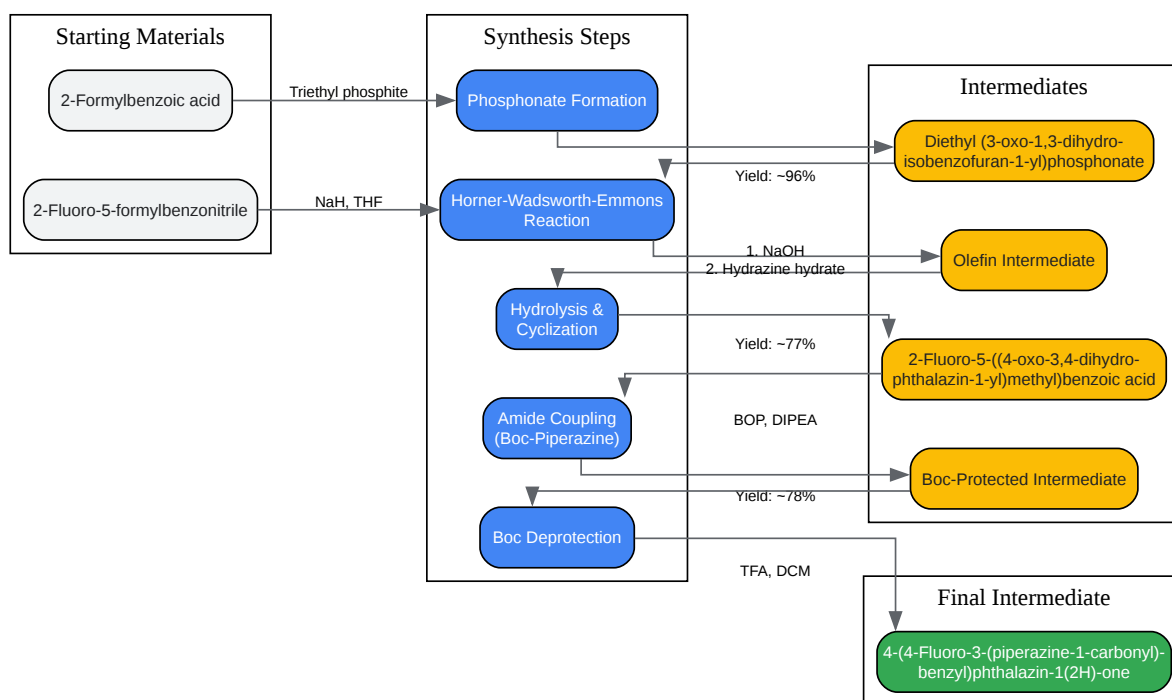 Starting Materials
Synthesis Steps
2-Formylbenzoic acid
Triethyl phosphite
Phosphonate Formation
Intermediates
Diethyl (3-oxo-1,3-dihydro-
isobenzofuran-1-yl)phosphonate
Yield: ~96%
2-Fluoro-5-formylbenzonitrile
NaH, THF
Horner-Wadsworth-Emmons
Reaction
1. NaOH
2. Hydrazine hydrate
Olefin Intermediate
Hydrolysis &
Cyclization
Yield: ~77%
2-Fluoro-5-((4-oxo-3,4-dihydro-
phthalazin-1-yl)methyl)benzoic acid
Amide Coupling
(Boc-Piperazine)
BOP, DIPEA
Boc-Protected Intermediate
Yield: ~78%
Boc Deprotection
TFA, DCM
Final Intermediate
4-(4-Fluoro-3-(piperazine-1-carbonyl)-
benzyl)phthalazin-1(2H)-one